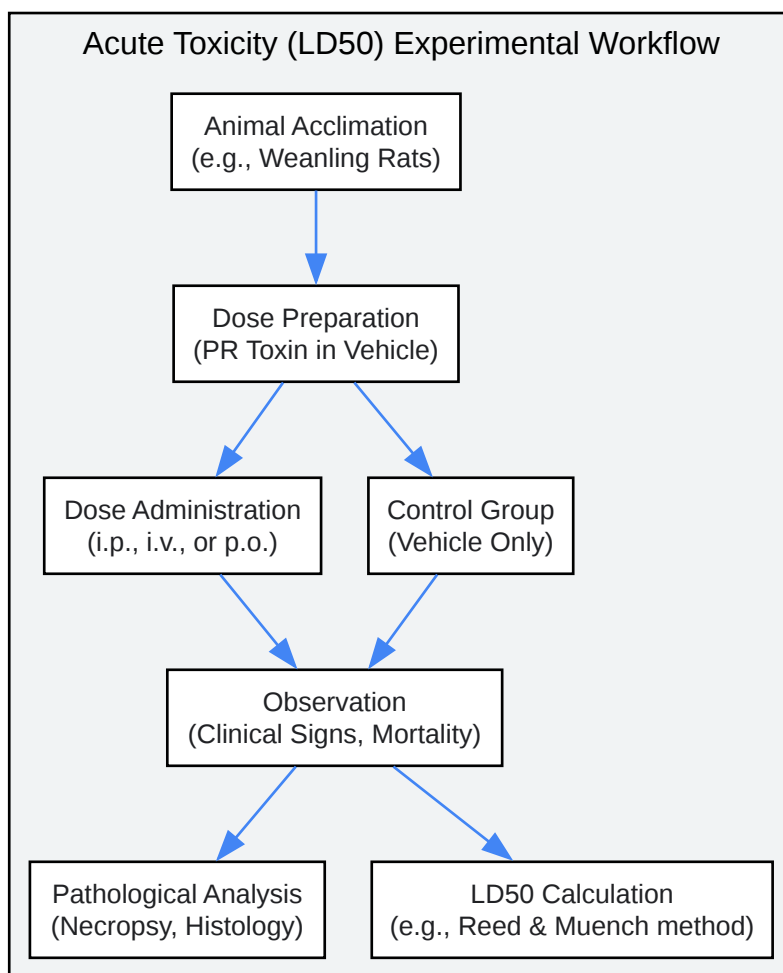 Acute Toxicity (LD50) Experimental Workflow
Animal Acclimation
(e.g., Weanling Rats)
Dose Preparation
(PR Toxin in Vehicle)
Dose Administration
(i.p., i.v., or p.o.)
Control Group
(Vehicle Only)
Observation
(Clinical Signs, Mortality)
Pathological Analysis
(Necropsy, Histology)
LD50 Calculation
(e.g., Reed & Muench method)